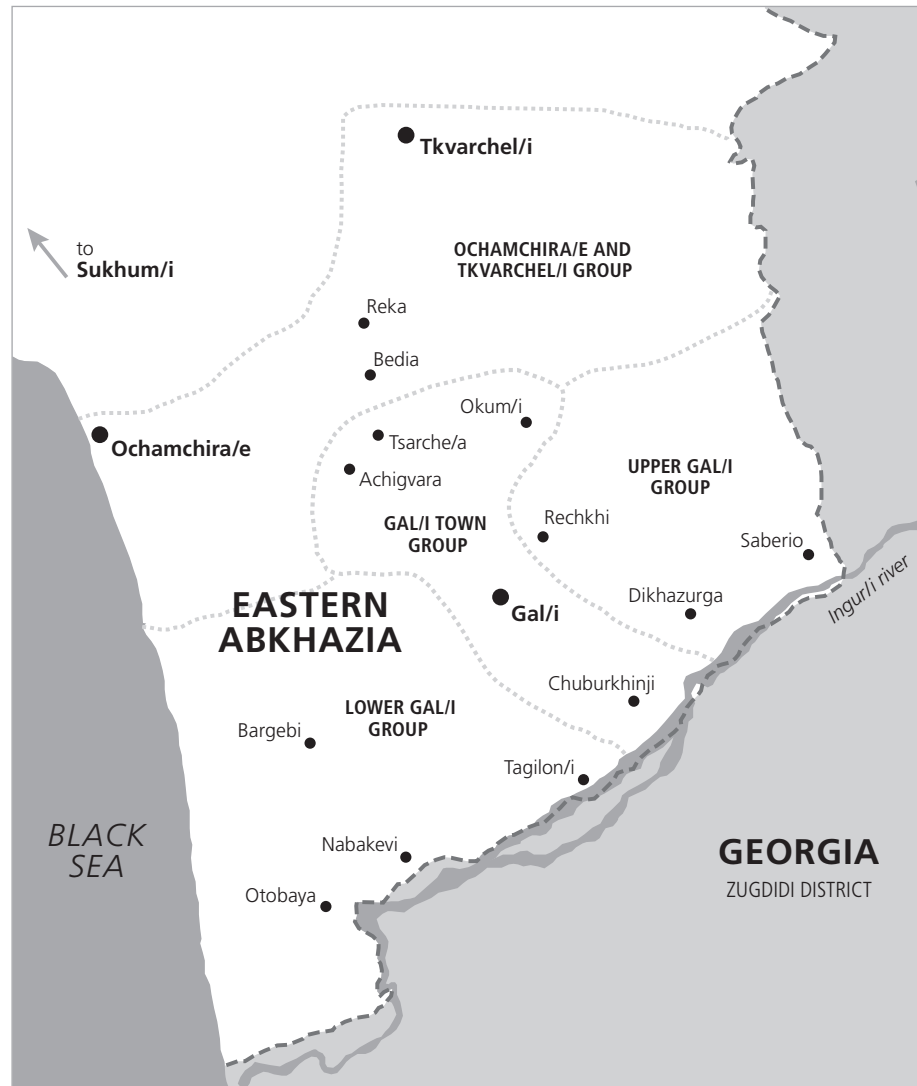 Tkvarchel/i
to
Sukhum/i
OCHAMCHIRA/E AND
TKVARCHEL/I GROUP
Reka
Bedia
Okum/i
Ochamchira/e
Tsarche/a
Achigvara
UPPER GAL/I
GROUP
GAL/I TOWN
GROUP
Rechkhi
Saberio
Ingur/i river
EASTERN
ABKHAZIA
Gal/i
Dikhazurga
Chuburkhinji
LOWER GAL/I
GROUP
Bargebi
Tagilon/i
BLACK
SEA
Nabakevi
GEORGIA
ZUGDIDI DISTRICT
Otobaya